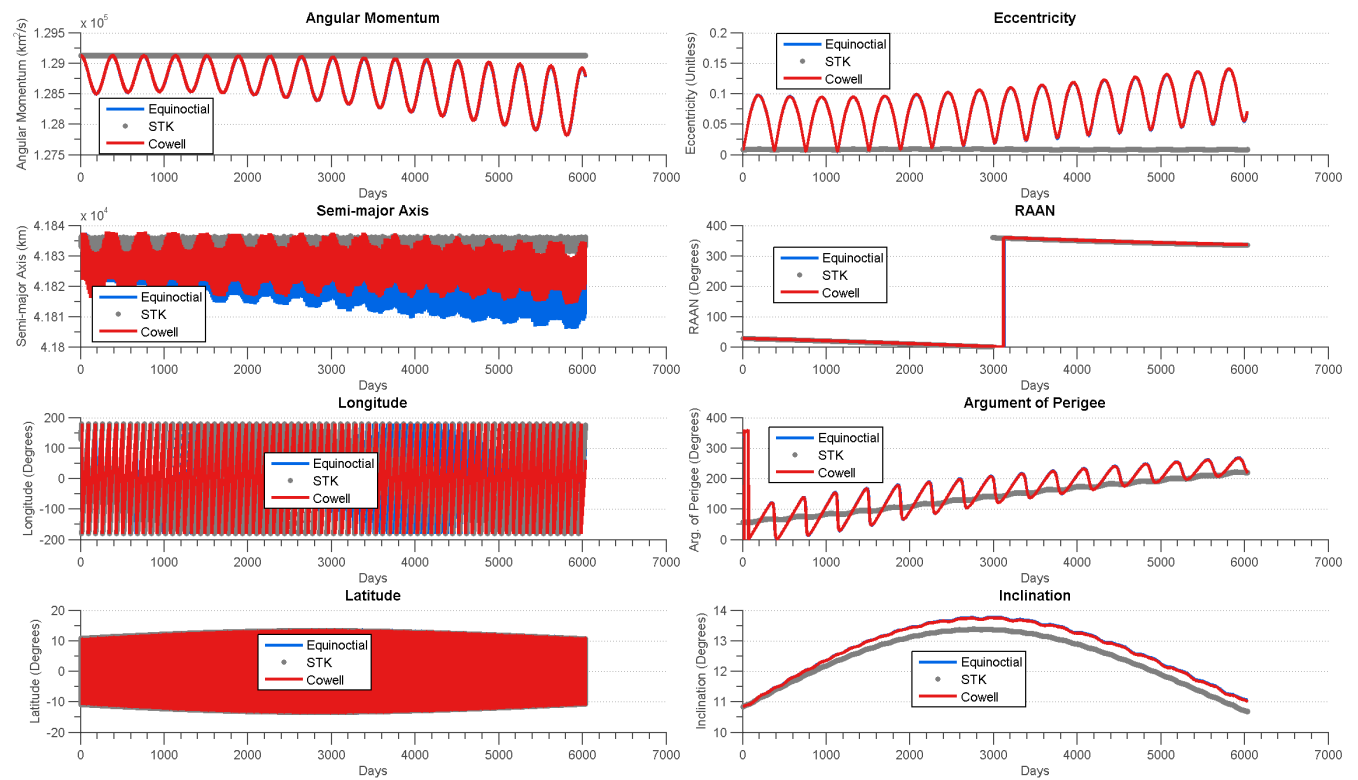 Angular Momentum
x 10^5
Angular Momentum (km²/s)
1.295
1.29
1.285
1.28
1.275
Equinoctial
STK
Cowell
0 1000 2000 3000 4000 5000 6000 7000
Days
Eccentricity
Eccentricity (Unitless)
0.2
0.15
0.1
0.05
0
Equinoctial
STK
Cowell
0 1000 2000 3000 4000 5000 6000 7000
Days
Semi-major Axis
x 10^4
Semi-major Axis (km)
4.184
4.183
4.182
4.181
4.18
Equinoctial
STK
Cowell
0 1000 2000 3000 4000 5000 6000 7000
Days
RAAN
RAAN (Degrees)
400
300
200
100
0
Equinoctial
STK
Cowell
0 1000 2000 3000 4000 5000 6000 7000
Days
Longitude
Longitude (Degrees)
200
100
0
-100
-200
Equinoctial
STK
Cowell
0 1000 2000 3000 4000 5000 6000 7000
Days
Argument of Perigee
Arg. of Perigee (Degrees)
400
300
200
100
0
Equinoctial
STK
Cowell
0 1000 2000 3000 4000 5000 6000 7000
Days
Latitude
Latitude (Degrees)
20
10
0
-10
-20
Equinoctial
STK
Cowell
0 1000 2000 3000 4000 5000 6000 7000
Days
Inclination
Inclination (Degrees)
14
13
12
11
10
Equinoctial
STK
Cowell
0 1000 2000 3000 4000 5000 6000 7000
Days